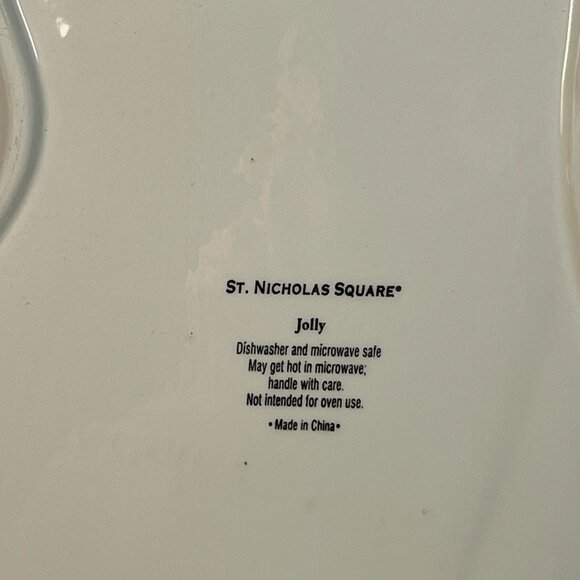 St. Nicholas Square®
Jolly
Dishwasher and microwave safe
May get hot in microwave;
handle with care.
Not intended for oven use.
• Made in China •